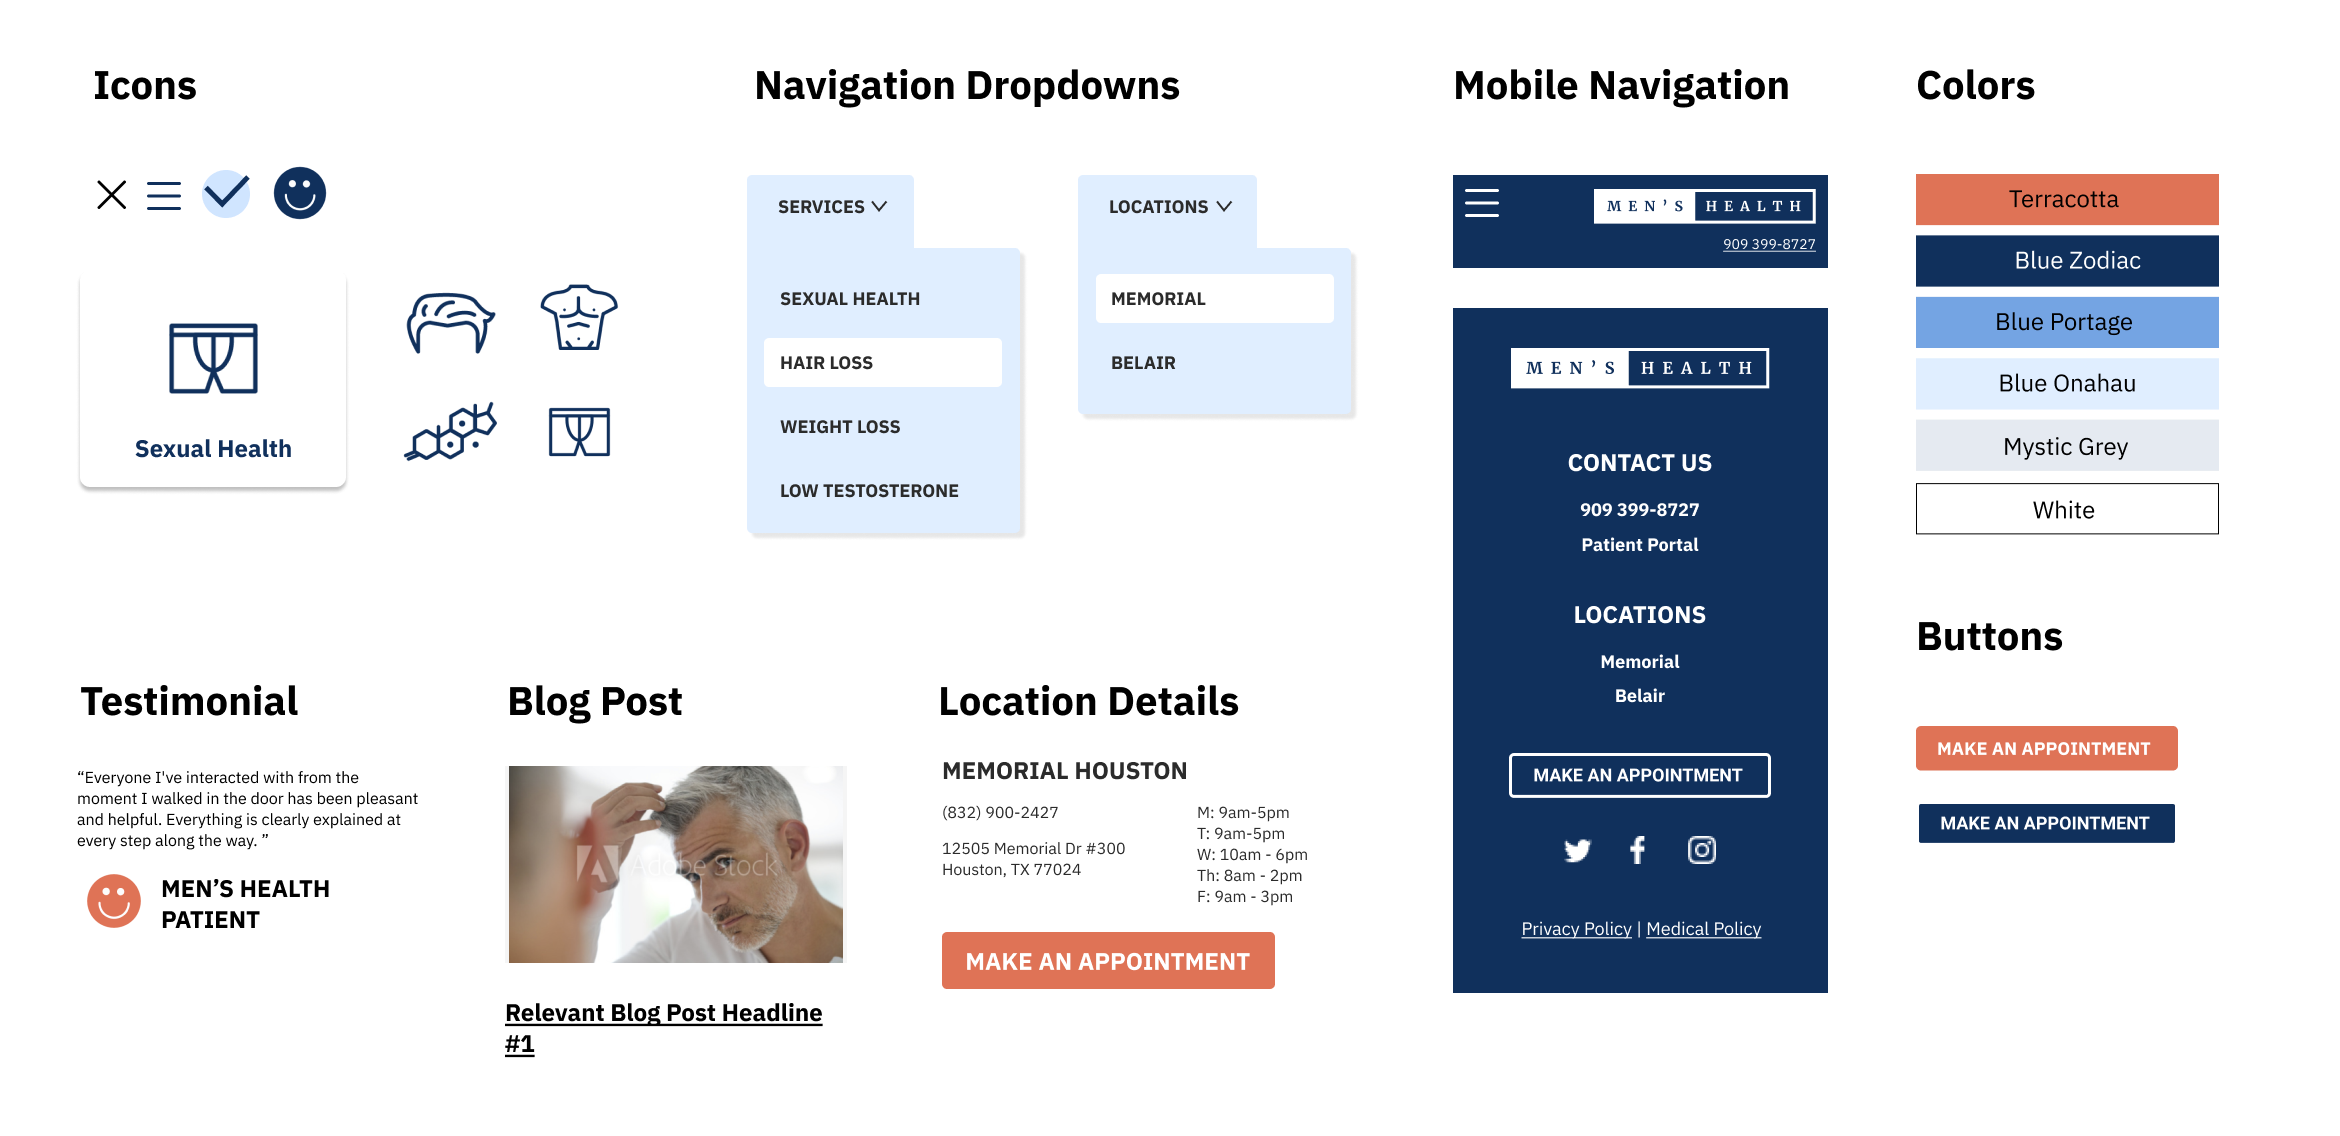 Icons
Sexual Health
Navigation Dropdowns
SERVICES
SEXUAL HEALTH
HAIR LOSS
WEIGHT LOSS
LOW TESTOSTERONE
LOCATIONS
MEMORIAL
BELAIR
Mobile Navigation
MEN’S HEALTH
909 399-8727
MEN’S HEALTH
CONTACT US
909 399-8727
Patient Portal
LOCATIONS
Memorial
Belair
MAKE AN APPOINTMENT
Privacy Policy | Medical Policy
Colors
Terracotta
Blue Zodiac
Blue Portage
Blue Onahau
Mystic Grey
White
Buttons
MAKE AN APPOINTMENT
MAKE AN APPOINTMENT
Testimonial
“Everyone I've interacted with from the
moment I walked in the door has been pleasant
and helpful. Everything is clearly explained at
every step along the way. ”
MEN’S HEALTH
PATIENT
Blog Post
Adobe Stock
Relevant Blog Post Headline
#1
Location Details
MEMORIAL HOUSTON
(832) 900-2427
12505 Memorial Dr #300
Houston, TX 77024
M: 9am-5pm
T: 9am-5pm
W: 10am - 6pm
Th: 8am - 2pm
F: 9am - 3pm
MAKE AN APPOINTMENT